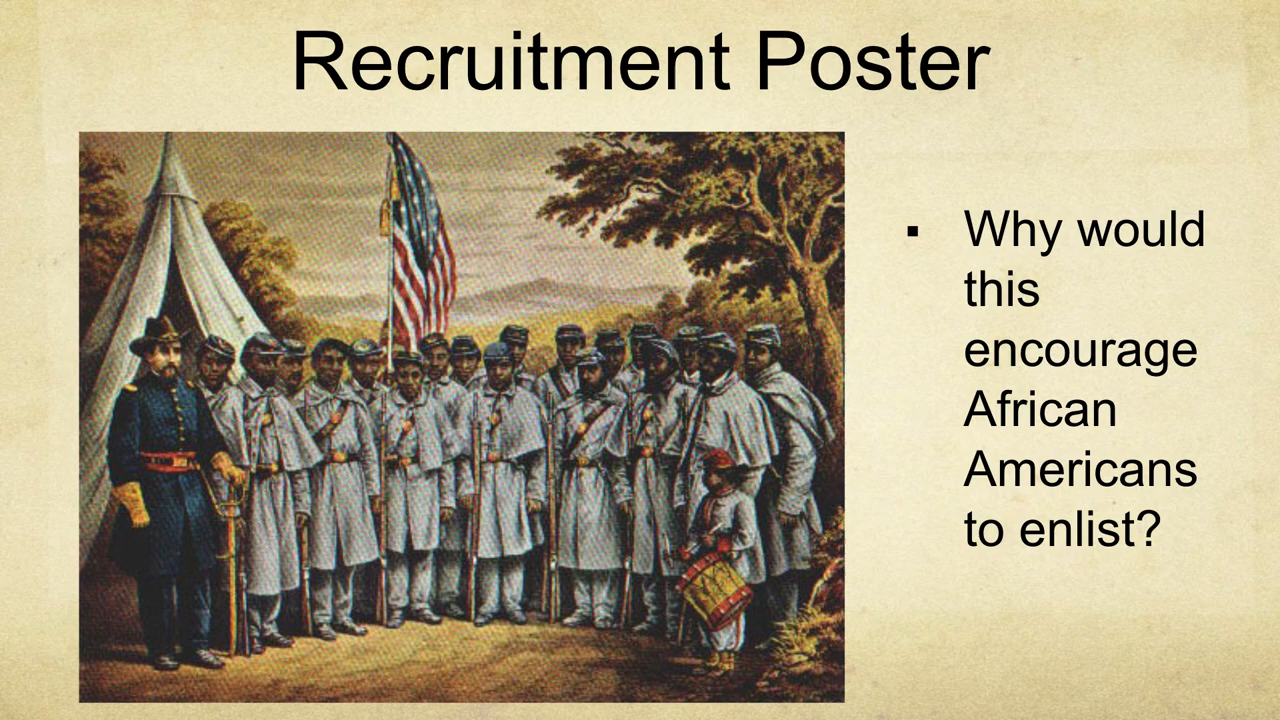 Recruitment Poster
▪ Why would
this
encourage
African
Americans
to enlist?